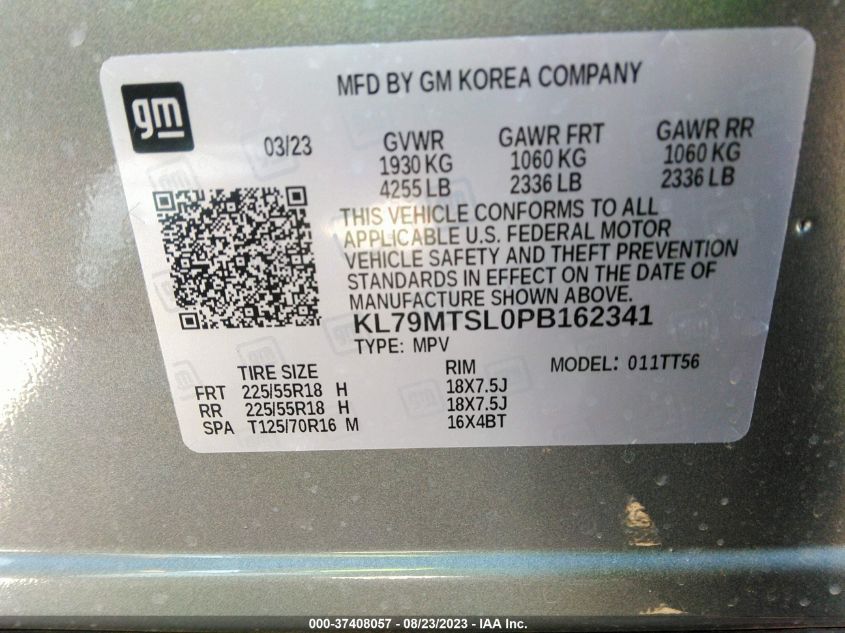 MFD BY GM KOREA COMPANY
gm
03/23
GVWR GAWR FRT GAWR RR
1930 KG 1060 KG 1060 KG
4255 LB 2336 LB 2336 LB
THIS VEHICLE CONFORMS TO ALL
APPLICABLE U.S. FEDERAL MOTOR
VEHICLE SAFETY AND THEFT PREVENTION
STANDARDS IN EFFECT ON THE DATE OF
MANUFACTURE SHOWN ABOVE.
KL79MTSL0PB162341
TYPE: MPV
TIRE SIZE RIM MODEL: 011TT56
FRT 225/55R18 H 18X7.5J
RR 225/55R18 H 18X7.5J
SPA T125/70R16 M 16X4BT
000-37408057 - 08/23/2023 - IAA Inc.